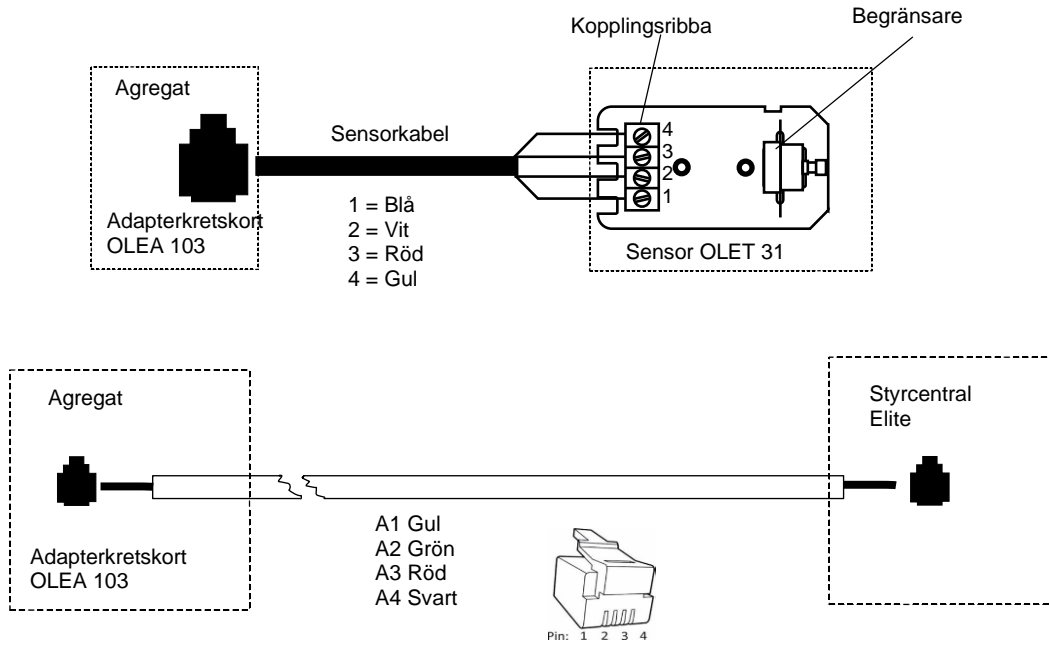 Kopplingsribba
Begränsare
Agregat
Sensorkabel
4
3
2
1
Adapterkretskort
OLEA 103
1 = Blå
2 = Vit
3 = Röd
4 = Gul
Sensor OLET 31
Agregat
Styrcentral
Elite
A1 Gul
A2 Grön
A3 Röd
A4 Svart
Adapterkretskort
OLEA 103
Pin: 1 2 3 4